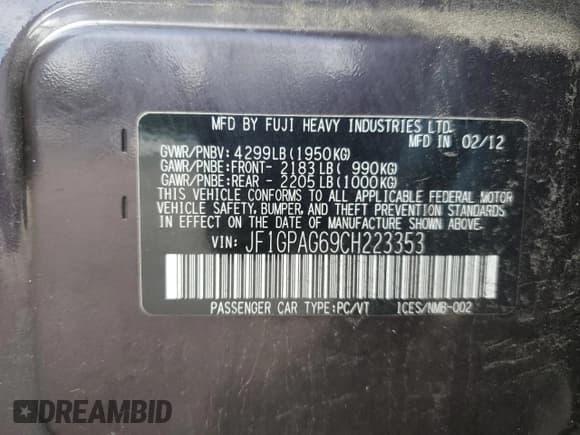 MFD BY FUJI HEAVY INDUSTRIES LTD.
MFD IN 02/12
GVWR/PNBV: 4299LB(1950KG)
GAWR/PNBE:FRONT- 2183LB( 990KG)
GAWR/PNBE:REAR - 2205LB(1000KG)
THIS VEHICLE CONFORMS TO ALL APPLICABLE FEDERAL MOTOR
VEHICLE SAFETY, BUMPER, AND THEFT PREVENTION STANDARDS
IN EFFECT ON THE DATE OF MANUFACTURE SHOWN ABOVE.
VIN: JF1GPAG69CH223353
PASSENGER CAR TYPE:PC/VT ICES/NMB-002
DREAMBID